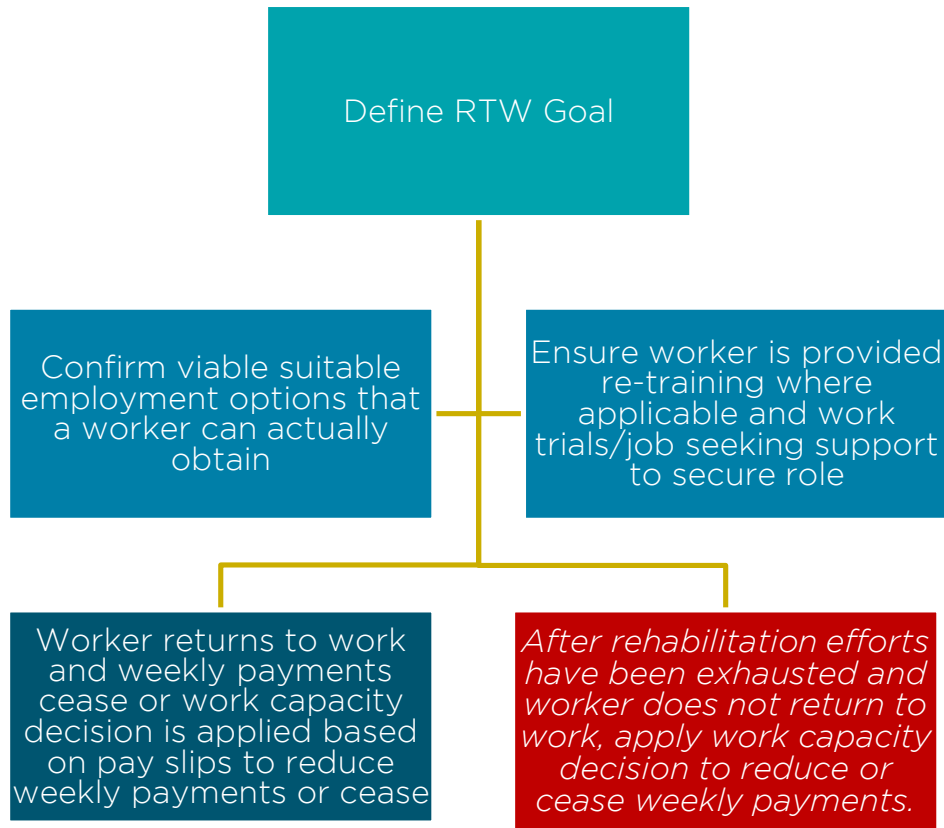 Define RTW Goal
Confirm viable suitable
employment options that
a worker can actually
obtain
Ensure worker is provided
re-training where
applicable and work
trials/job seeking support
to secure role
Worker returns to work
and weekly payments
cease or work capacity
decision is applied based
on pay slips to reduce
weekly payments or cease
After rehabilitation efforts
have been exhausted and
worker does not return to
work, apply work capacity
decision to reduce or
cease weekly payments.